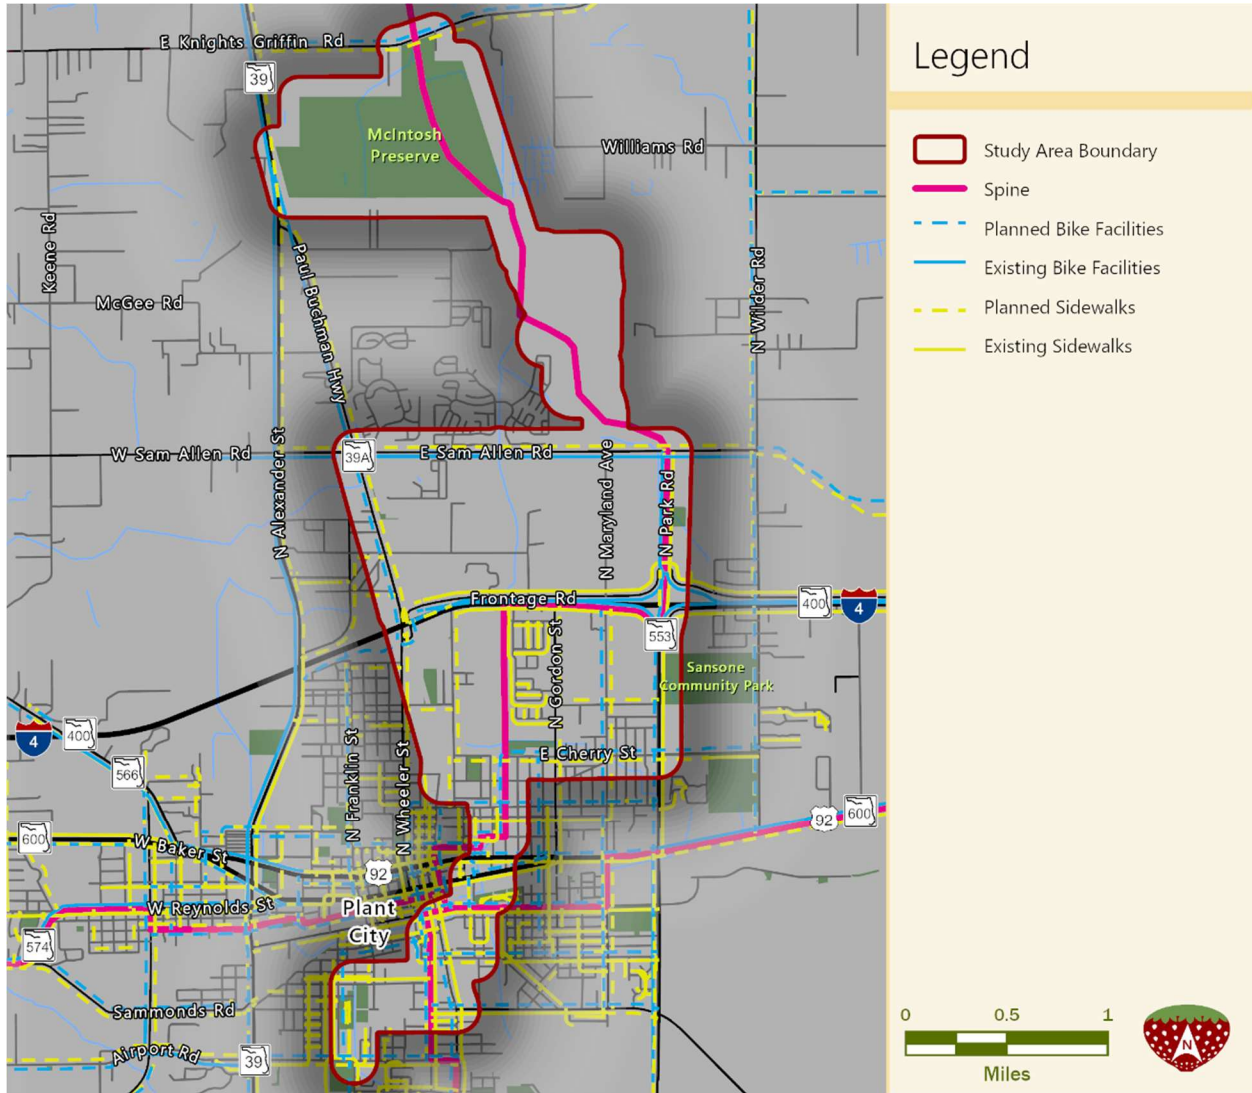 E Knights Griffin Rd
39
McIntosh
Preserve
Williams Rd
Keene Rd
Paul Buchman Hwy
N Wilder Rd
McGee Rd
W Sam Allen Rd
39A
E Sam Allen Rd
N Alexander St
N Maryland Ave
N Park Rd
Frontage Rd
400
4
553
N Gordon St
Sansone
Community Park
4
400
566
N Franklin St
N Wheeler St
E Cherry St
600
W Baker St
92
92
600
W Reynolds St
Plant
City
574
Sammonds Rd
Airport Rd
39
Legend
Study Area Boundary
Spine
Planned Bike Facilities
Existing Bike Facilities
Planned Sidewalks
Existing Sidewalks
0 0.5 1
Miles
N